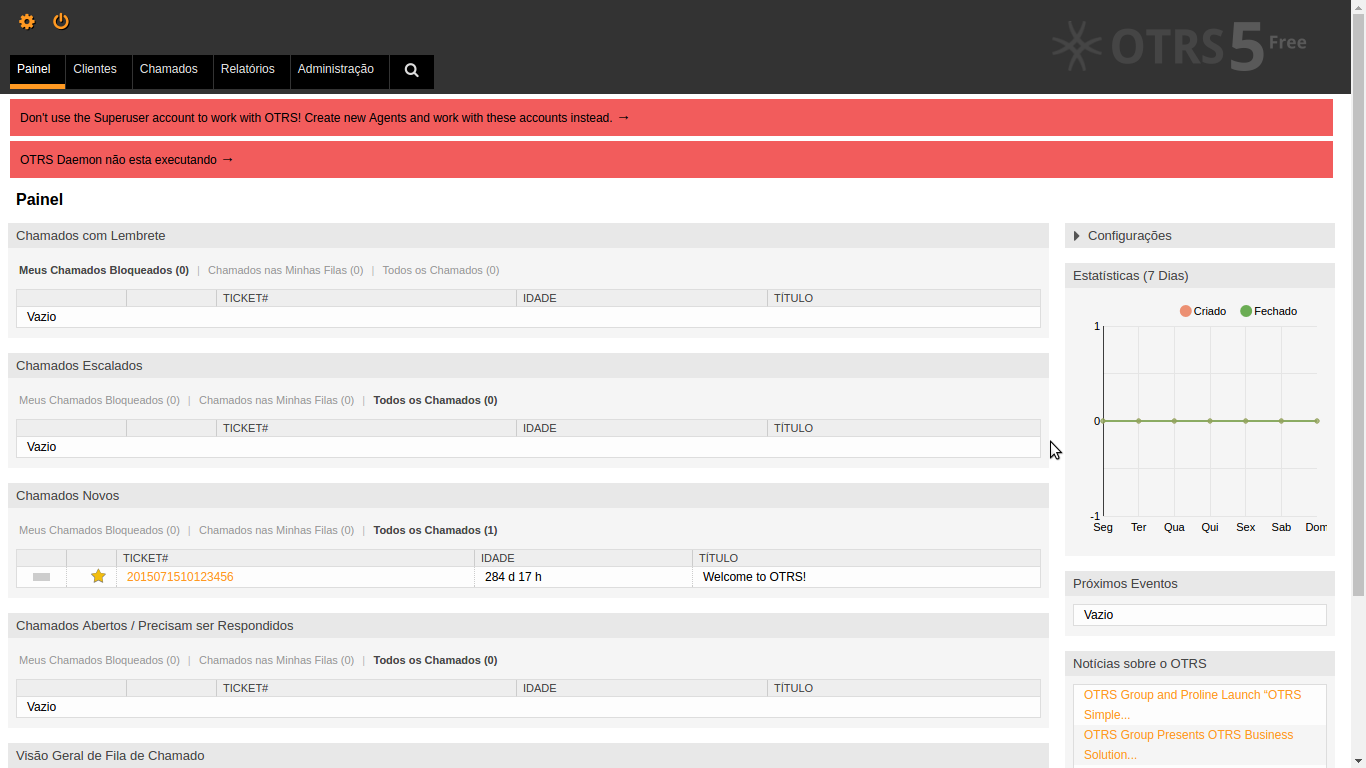 OTRS 5 Free
Painel Clientes Chamados Relatórios Administração
Don't use the Superuser account to work with OTRS! Create new Agents and work with these accounts instead. →
OTRS Daemon não esta executando →
Painel
Chamados com Lembrete
Meus Chamados Bloqueados (0) | Chamados nas Minhas Filas (0) | Todos os Chamados (0)
TICKET# IDADE TÍTULO
Vazio
Chamados Escalados
Meus Chamados Bloqueados (0) | Chamados nas Minhas Filas (0) | Todos os Chamados (0)
TICKET# IDADE TÍTULO
Vazio
Chamados Novos
Meus Chamados Bloqueados (0) | Chamados nas Minhas Filas (0) | Todos os Chamados (1)
TICKET# IDADE TÍTULO
2015071510123456 284 d 17 h Welcome to OTRS!
Chamados Abertos / Precisam ser Respondidos
Meus Chamados Bloqueados (0) | Chamados nas Minhas Filas (0) | Todos os Chamados (0)
TICKET# IDADE TÍTULO
Vazio
Visão Geral de Fila de Chamado
Configurações
Estatísticas (7 Dias)
Criado Fechado
1
0
-1
Seg Ter Qua Qui Sex Sab Dom
Próximos Eventos
Vazio
Notícias sobre o OTRS
OTRS Group and Proline Launch “OTRS
Simple...
OTRS Group Presents OTRS Business
Solution...